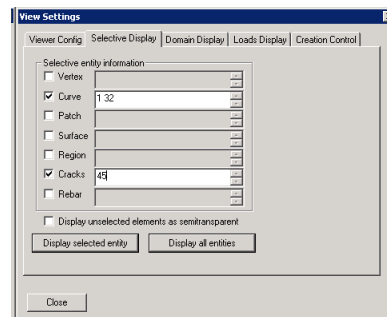 View Settings
Viewer Config Selective Display Domain Display Loads Display Creation Control
Selective entity information
Vertex
Curve 1 32
Patch
Surface
Region
Cracks 45
Rebar
Display unselected elements as semitransparent
Display selected entity Display all entities
Close